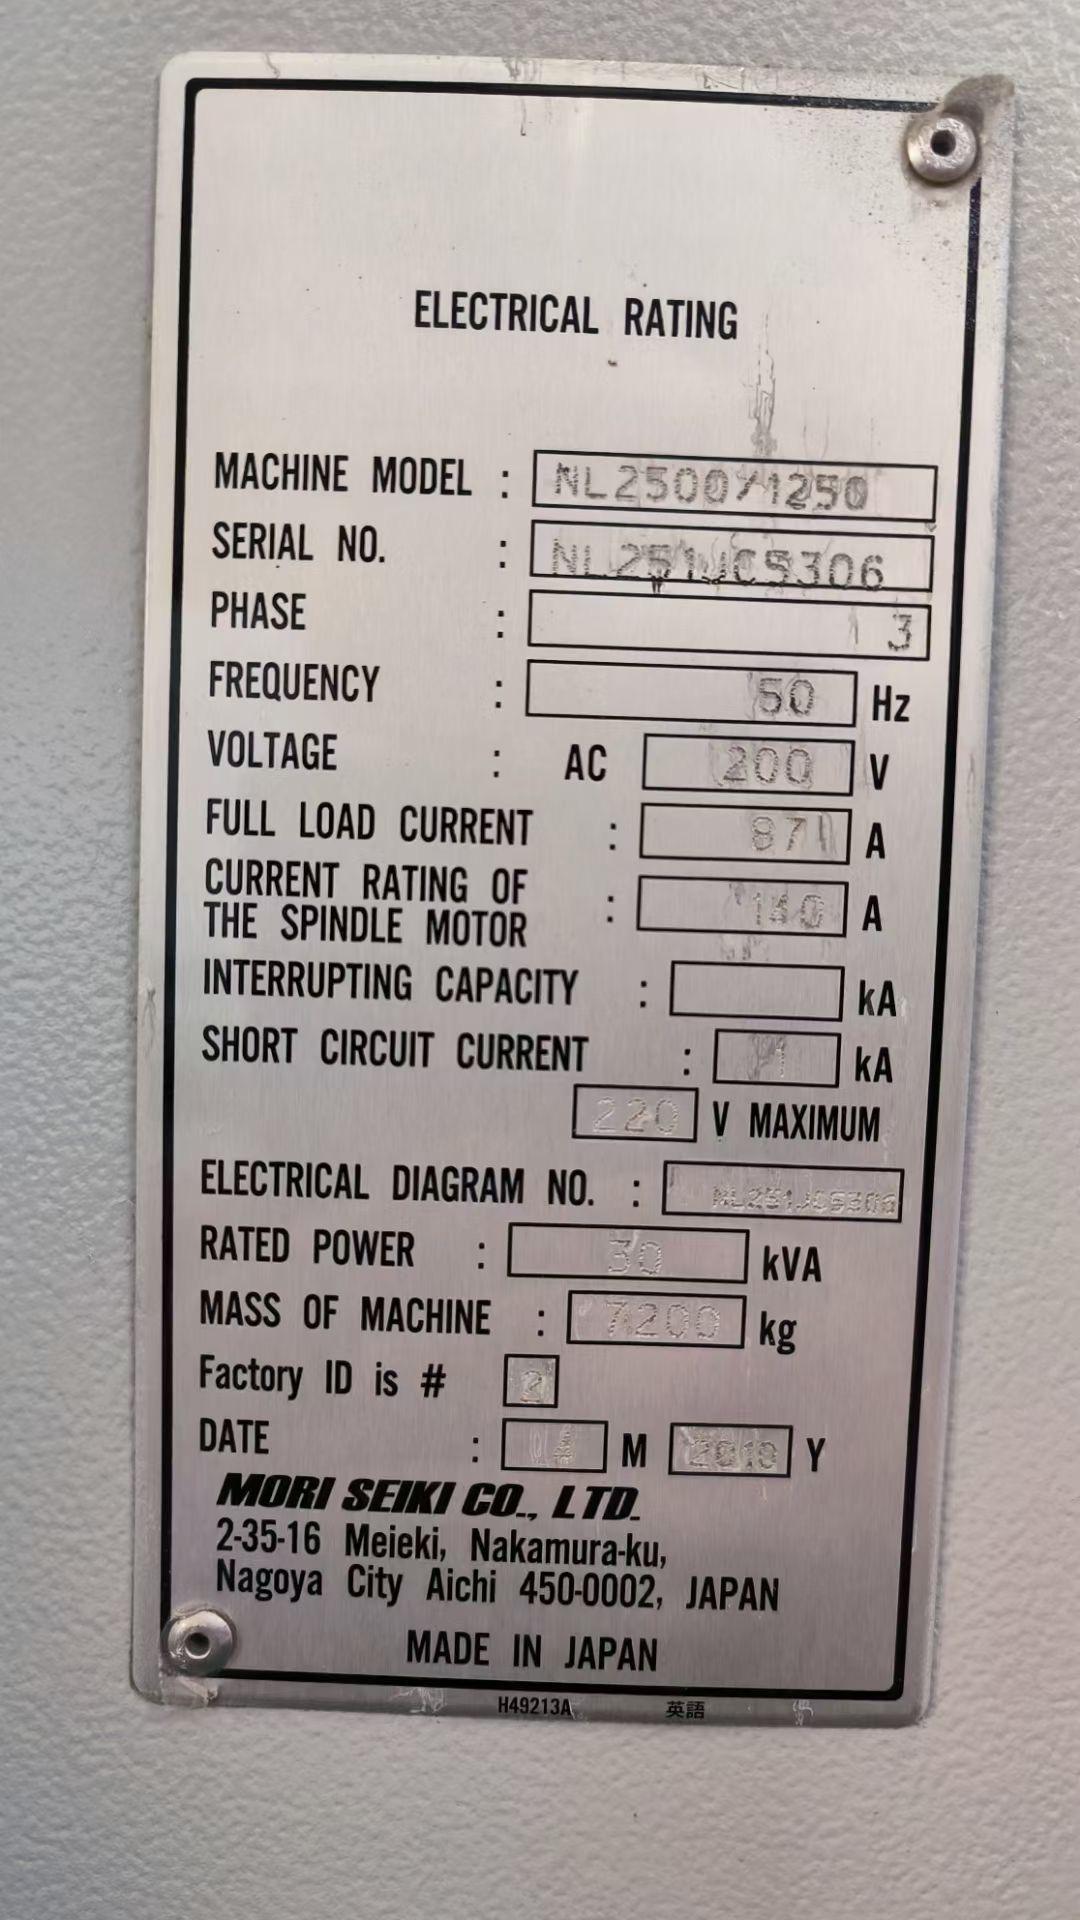 ELECTRICAL RATING
MACHINE MODEL : NL2500/1250
SERIAL NO. : NL251JC5306
PHASE : 3
FREQUENCY : 50 Hz
VOLTAGE : AC 200 V
FULL LOAD CURRENT : 87 A
CURRENT RATING OF
THE SPINDLE MOTOR : 140 A
INTERRUPTING CAPACITY : kA
SHORT CIRCUIT CURRENT : kA
220 V MAXIMUM
ELECTRICAL DIAGRAM NO. : NL251JC5306
RATED POWER : 30 kVA
MASS OF MACHINE : 7200 kg
Factory ID is # 2
DATE : M Y
MORI SEIKI CO., LTD.
2-35-16 Meieki, Nakamura-ku,
Nagoya City Aichi 450-0002, JAPAN
MADE IN JAPAN
H49213A 英語